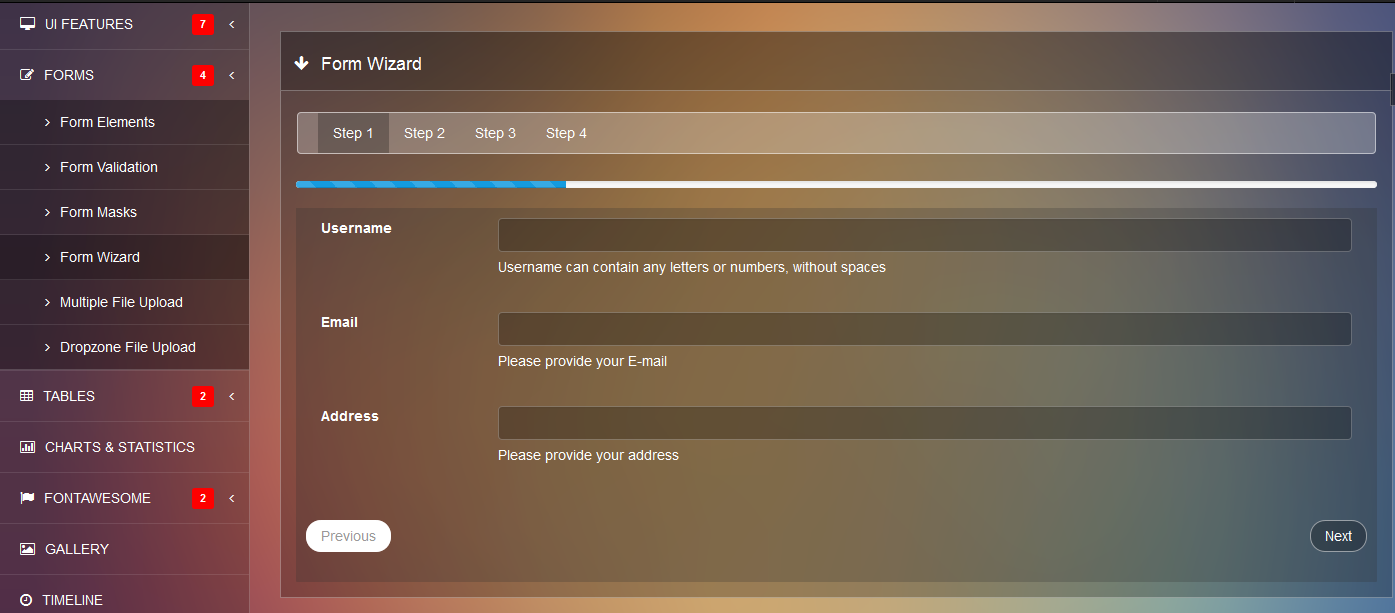 UI FEATURES 7
FORMS 4
Form Elements
Form Validation
Form Masks
Form Wizard
Multiple File Upload
Dropzone File Upload
TABLES 2
CHARTS & STATISTICS
FONTAWESOME 2
GALLERY
TIMELINE
Form Wizard
Step 1 Step 2 Step 3 Step 4
Username
Username can contain any letters or numbers, without spaces
Email
Please provide your E-mail
Address
Please provide your address
Previous Next